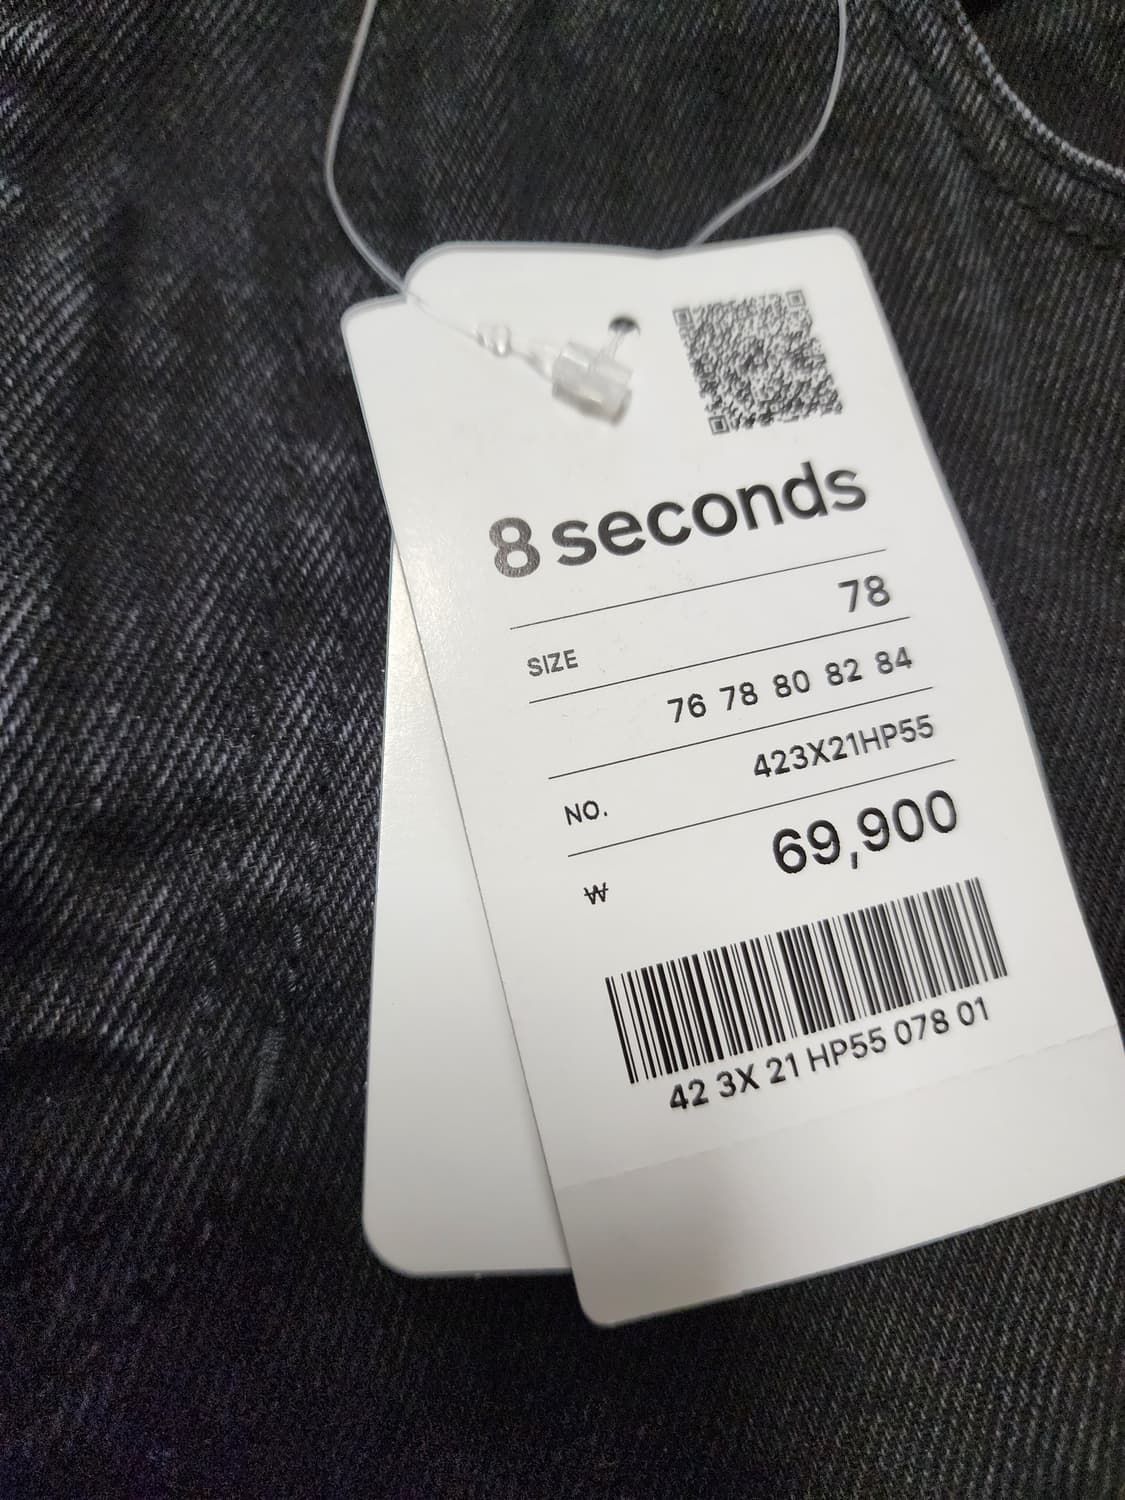 8 seconds
78
SIZE
76 78 80 82 84
423X21HP55
NO.
69,900
₩
42 3X 21 HP55 078 01